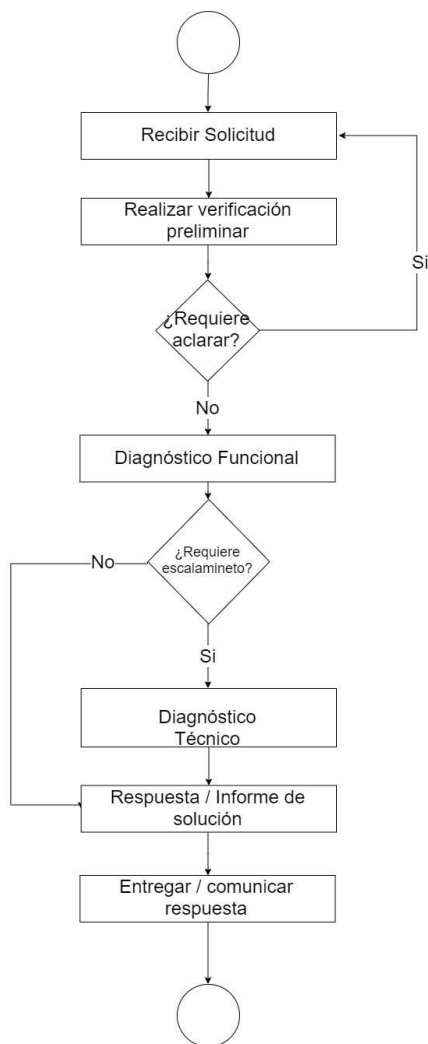 Recibir Solicitud
Realizar verificación
preliminar
Si
¿Requiere
aclarar?
No
Diagnóstico Funcional
¿Requiere
escalamineto?
No
Si
Diagnóstico
Técnico
Respuesta / Informe de
solución
Entregar / comunicar
respuesta